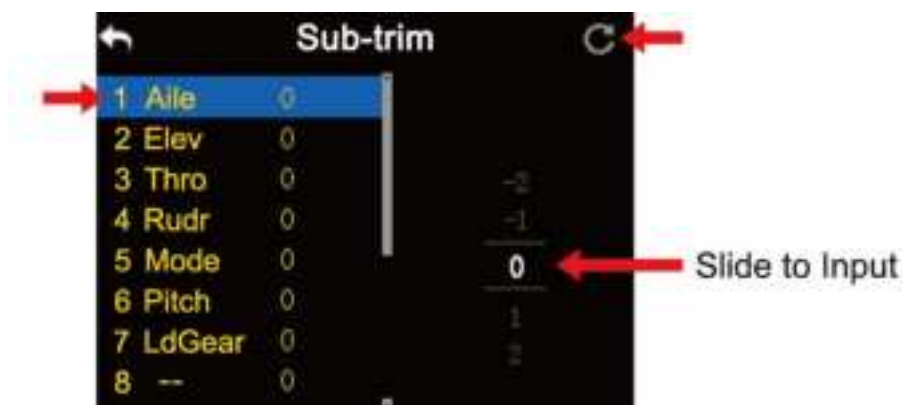 Sub-trim
1 Aile 0
2 Elev 0
3 Thro 0 -2
4 Rudr 0 -1
5 Mode 0 0 Slide to Input
6 Pitch 0 1
7 LdGear 0 2
8 -- 0